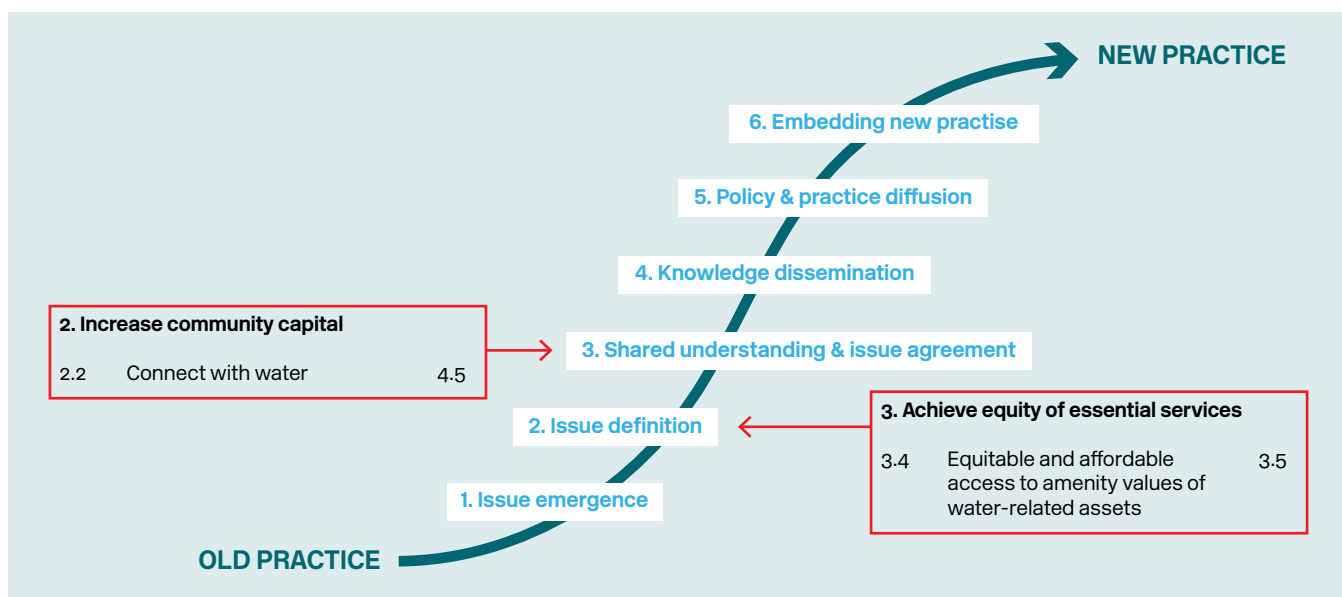 NEW PRACTICE
6. Embedding new practise
5. Policy & practice diffusion
4. Knowledge dissemination
3. Shared understanding & issue agreement
2. Issue definition
1. Issue emergence
OLD PRACTICE
2. Increase community capital
2.2 Connect with water 4.5
3. Achieve equity of essential services
3.4 Equitable and affordable 3.5
access to amenity values of
water-related assets